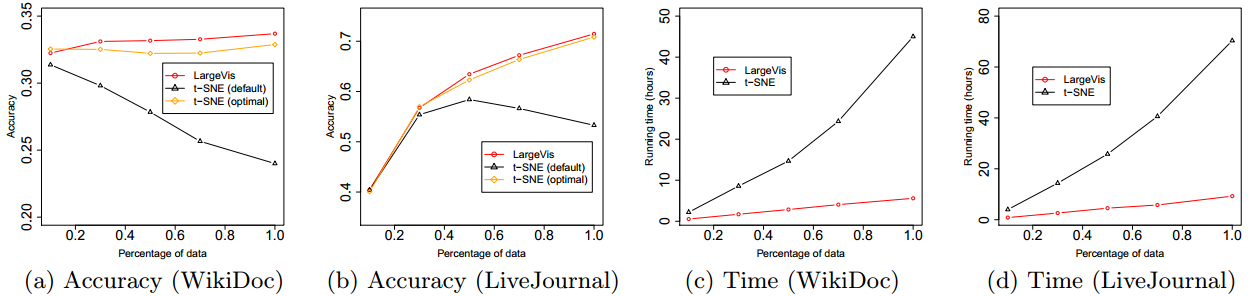 0.35
0.30
0.25
0.20
Accuracy
LargeVis
t−SNE (default)
t−SNE (optimal)
0.2 0.4 0.6 0.8 1.0
Percentage of data
(a) Accuracy (WikiDoc)
0.7
0.6
0.5
0.4
Accuracy
LargeVis
t−SNE (default)
t−SNE (optimal)
0.2 0.4 0.6 0.8 1.0
Percentage of data
(b) Accuracy (LiveJournal)
50
40
30
20
10
0
Running time (hours)
LargeVis
t−SNE
0.2 0.4 0.6 0.8 1.0
Percentage of data
(c) Time (WikiDoc)
80
60
40
20
0
Running time (hours)
LargeVis
t−SNE
0.2 0.4 0.6 0.8 1.0
Percentage of data
(d) Time (LiveJournal)